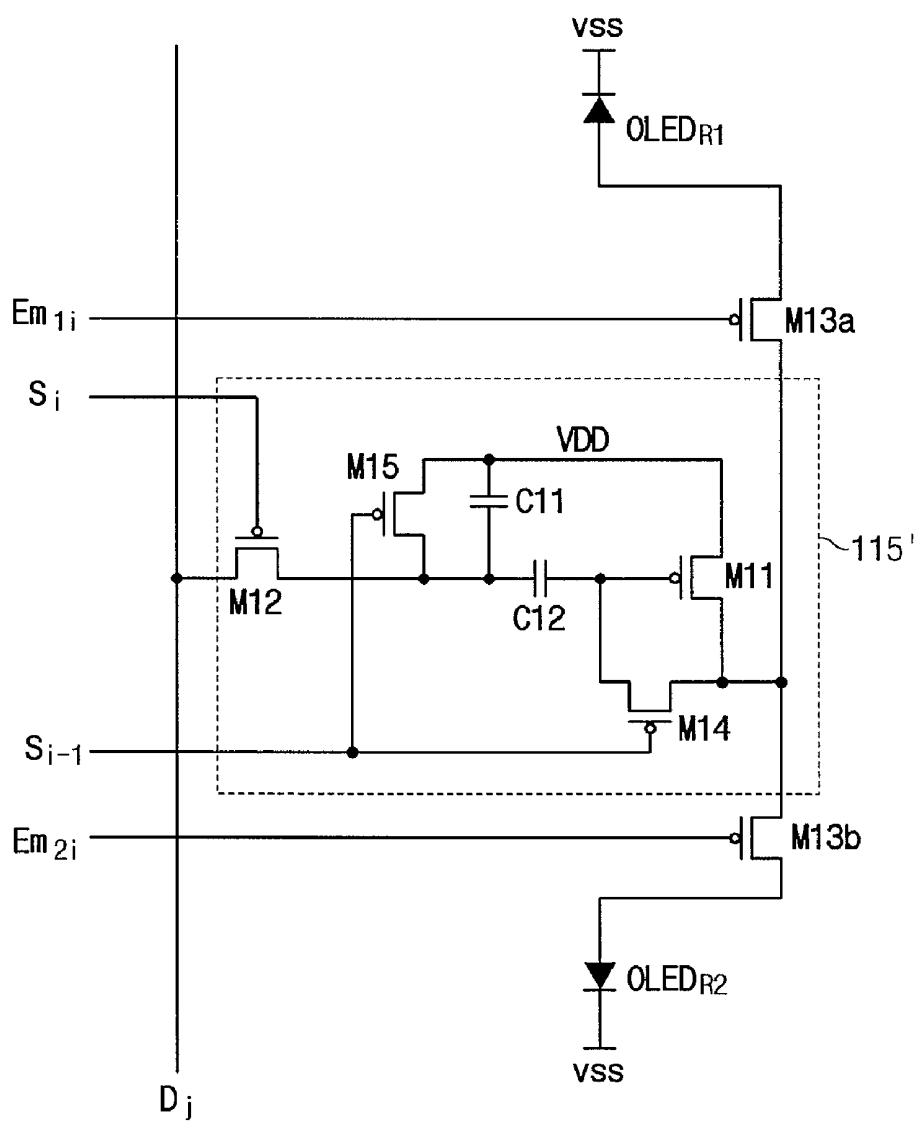 VSS
OLEDR1
Em1i
M13a
Si
VDD
M15
C11
115'
M11
M12
C12
M14
Si-1
Em2i
M13b
OLEDR2
VSS
Dj